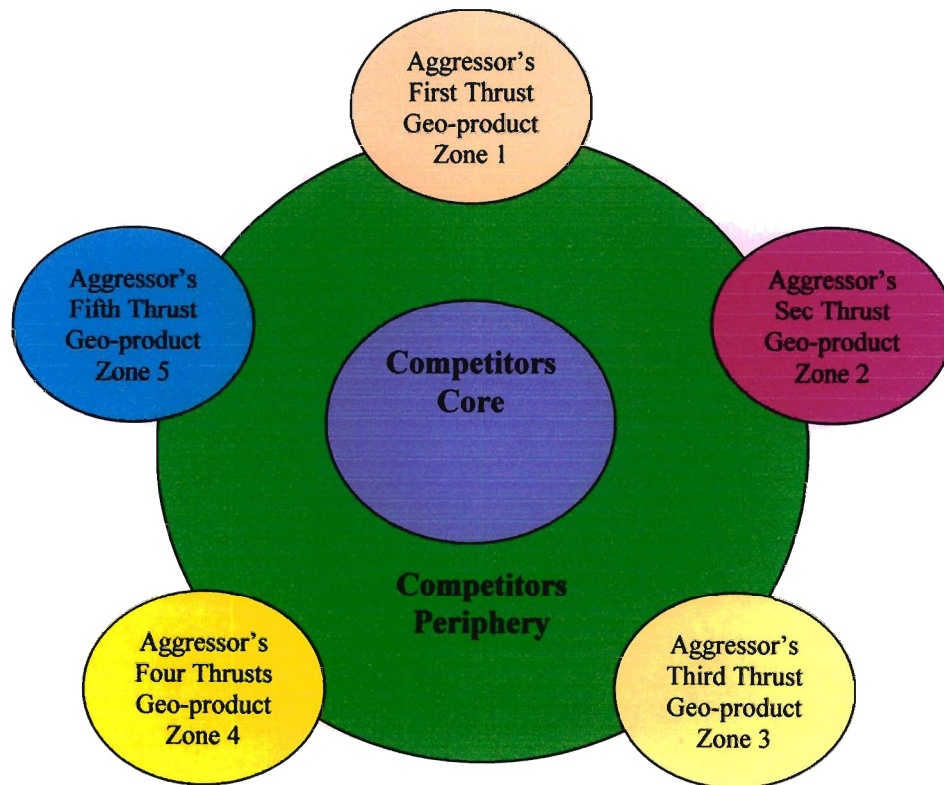 Aggressor's
First Thrust
Geo-product
Zone 1
Aggressor's
Fifth Thrust
Geo-product
Zone 5
Aggressor's
Sec Thrust
Geo-product
Zone 2
Competitors
Core
Competitors
Periphery
Aggressor's
Four Thrusts
Geo-product
Zone 4
Aggressor's
Third Thrust
Geo-product
Zone 3